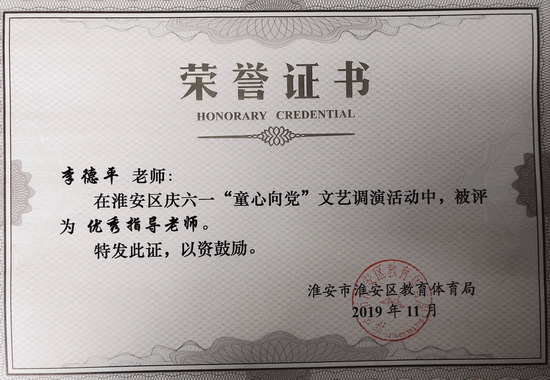 荣誉证书
HONORARY CREDENTIAL
李德平 老师：
在淮安区庆六一“童心向党”文艺调演活动中，被评
为 优秀指导老师。
特发此证，以资鼓励。
淮安市淮安区教育体育局
2019年11月